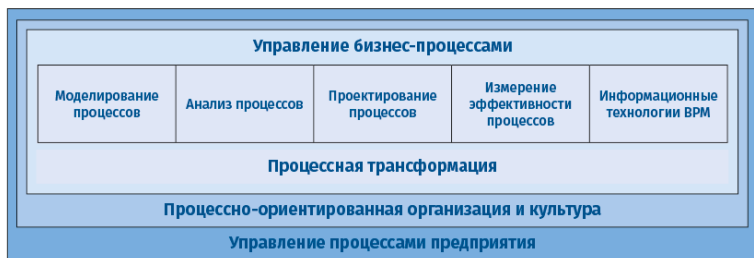 Управление бизнес-процессами
Моделирование
процессов
Анализ процессов
Проектирование
процессов
Измерение
эффективности
процессов
Информационные
технологии BPM
Процессная трансформация
Процессно-ориентированная организация и культура
Управление процессами предприятия